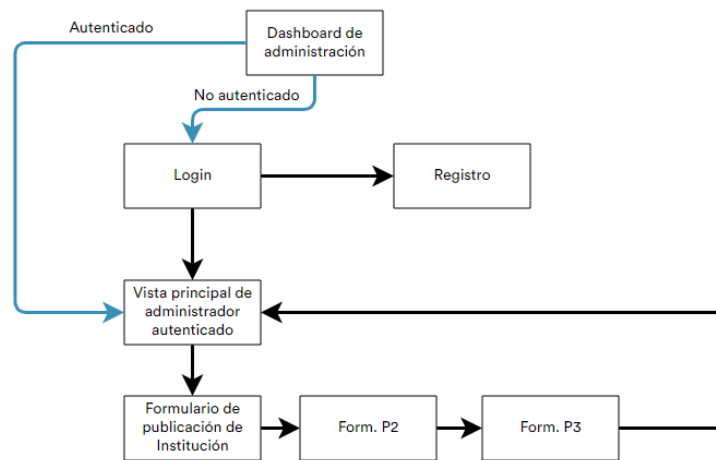 Autenticado
Dashboard de
administración
No autenticado
Login
Registro
Vista principal de
administrador
autenticado
Formulario de
publicación de
Institución
Form. P2
Form. P3